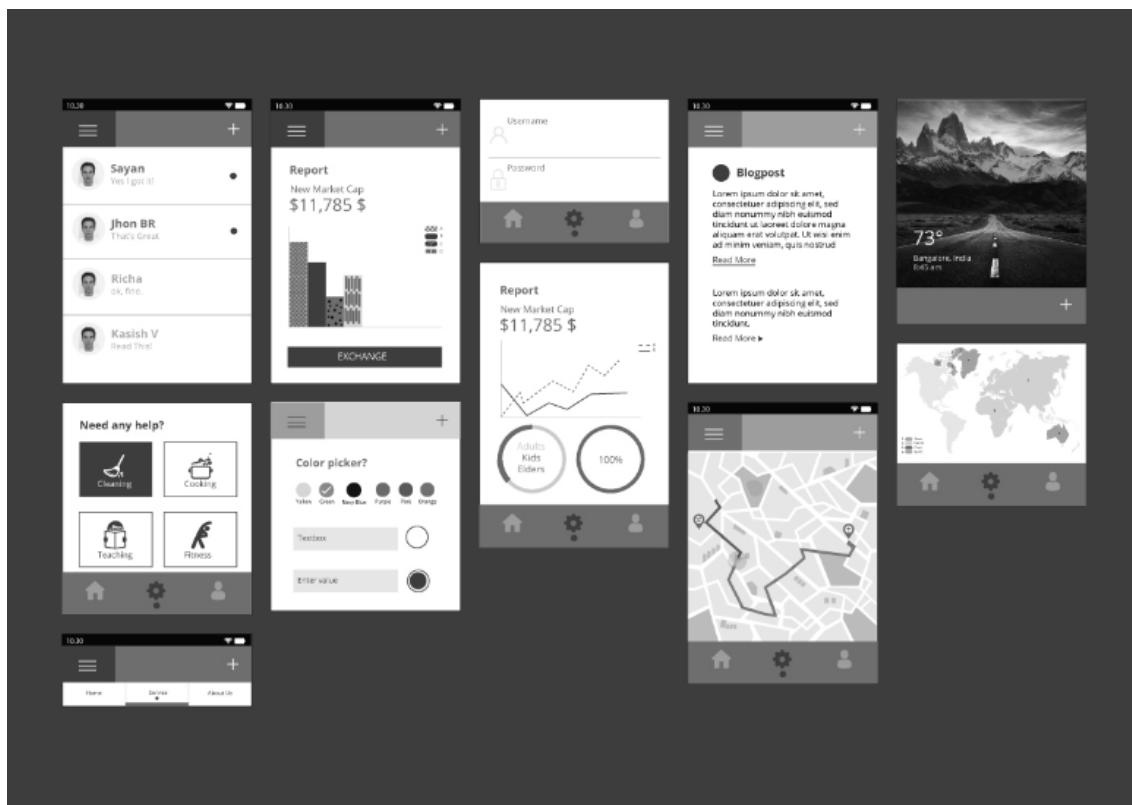 10.30
Sayan
Yes I got it!
Jhon BR
That's Great
Richa
ok, fine.
Kasish V
Read This!
Need any help?
Cleaning
Cooking
Teaching
Fitness
10.30
Home
Service
About Us
10.30
Report
New Market Cap
$11,785 $
EXCHANGE
Color picker?
Yellow
Green
Navy Blue
Purple
Pink
Orange
Textbox
Enter value
Username
Password
Report
New Market Cap
$11,785 $
Adults
Kids
Elders
100%
10.30
Blogpost
Lorem ipsum dolor sit amet,
consectetuer adipiscing elit, sed
diam nonummy nibh euismod
tincidunt ut laoreet dolore magna
aliquam erat volutpat. Ut wisi enim
ad minim veniam, quis nostrud
Read More
Lorem ipsum dolor sit amet,
consectetuer adipiscing elit, sed
diam nonummy nibh euismod
tincidunt.
Read More
10.30
73°
Bangalore, India
8:45 am